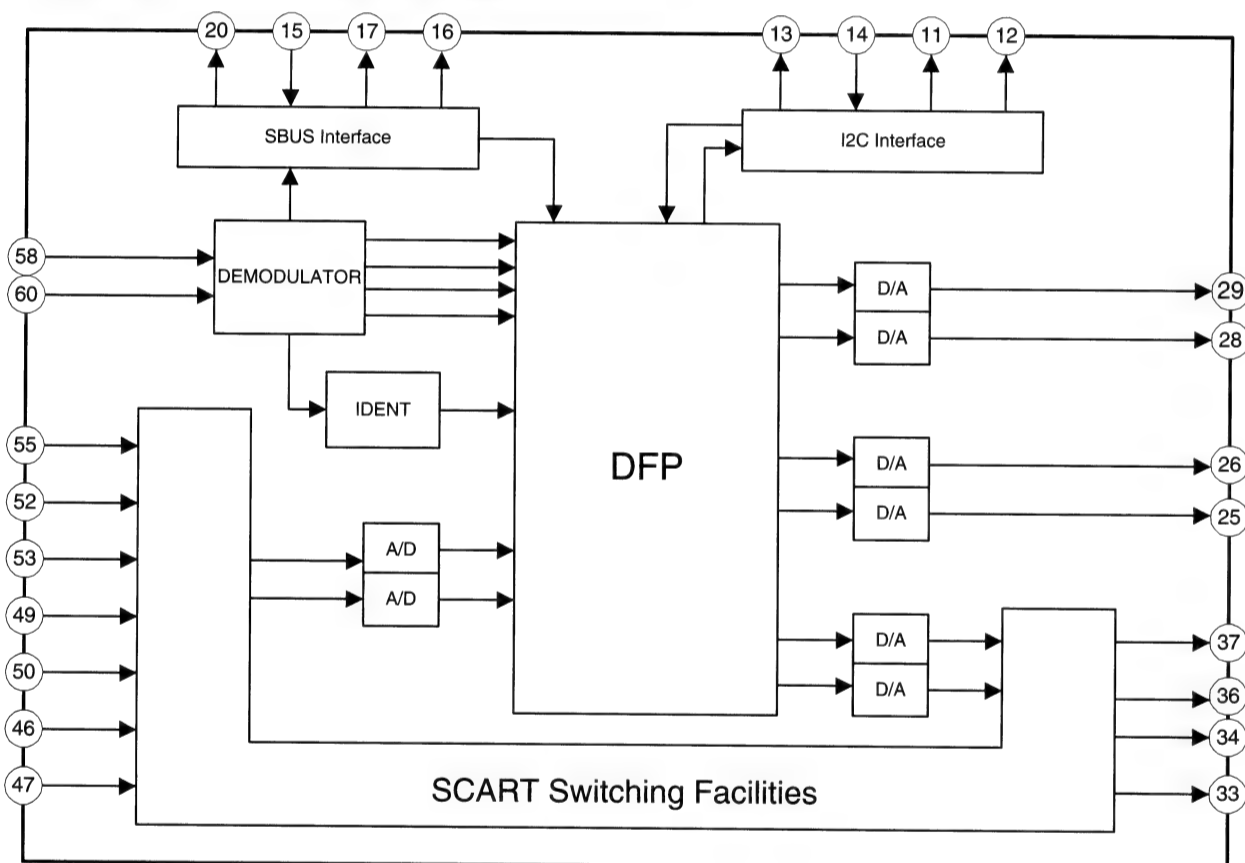 20 15 17 16 13 14 11 12
SBUS Interface
I2C Interface
58
DEMODULATOR
60
D/A
29
D/A
28
IDENT
55
DFP
D/A
26
52
D/A
25
53
A/D
49
A/D
50
D/A
37
46
D/A
36
34
47
SCART Switching Facilities
33